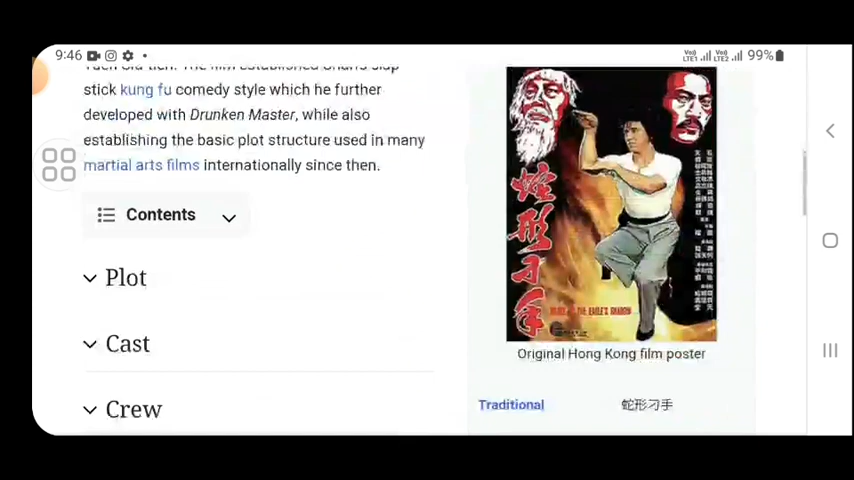 9:46
LTE1
LTE2
99%
stick kung fu comedy style which he further
developed with Drunken Master, while also
establishing the basic plot structure used in many
martial arts films internationally since then.
Contents
Plot
Cast
Crew
蛇形刁手
Original Hong Kong film poster
Traditional
蛇形刁手